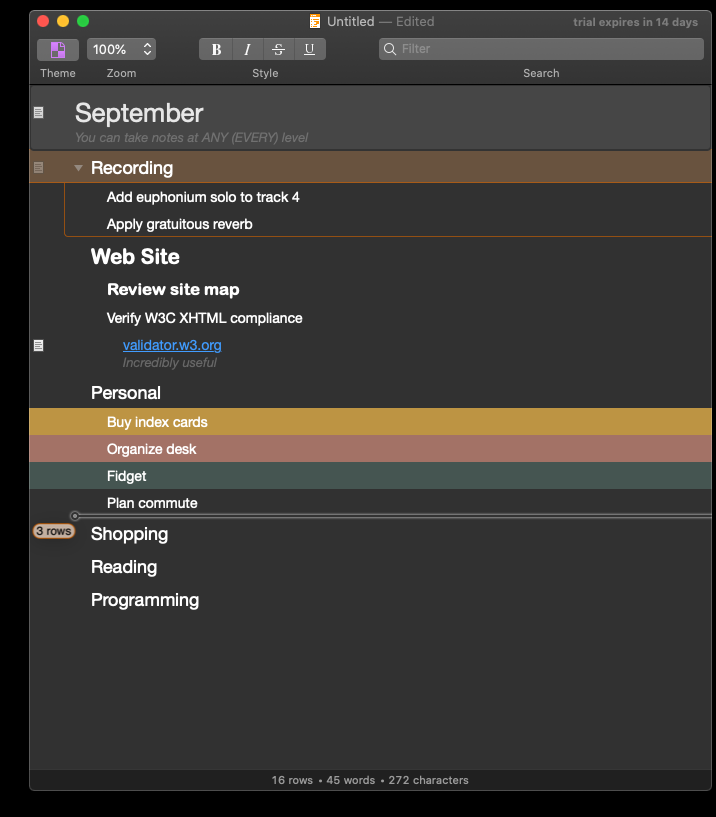 Untitled — Edited
trial expires in 14 days
100%
B I S U
Filter
Theme Zoom Style Search
September
You can take notes at ANY (EVERY) level
Recording
Add euphonium solo to track 4
Apply gratuitous reverb
Web Site
Review site map
Verify W3C XHTML compliance
validator.w3.org
Incredibly useful
Personal
Buy index cards
Organize desk
Fidget
Plan commute
3 rows
Shopping
Reading
Programming
16 rows • 45 words • 272 characters